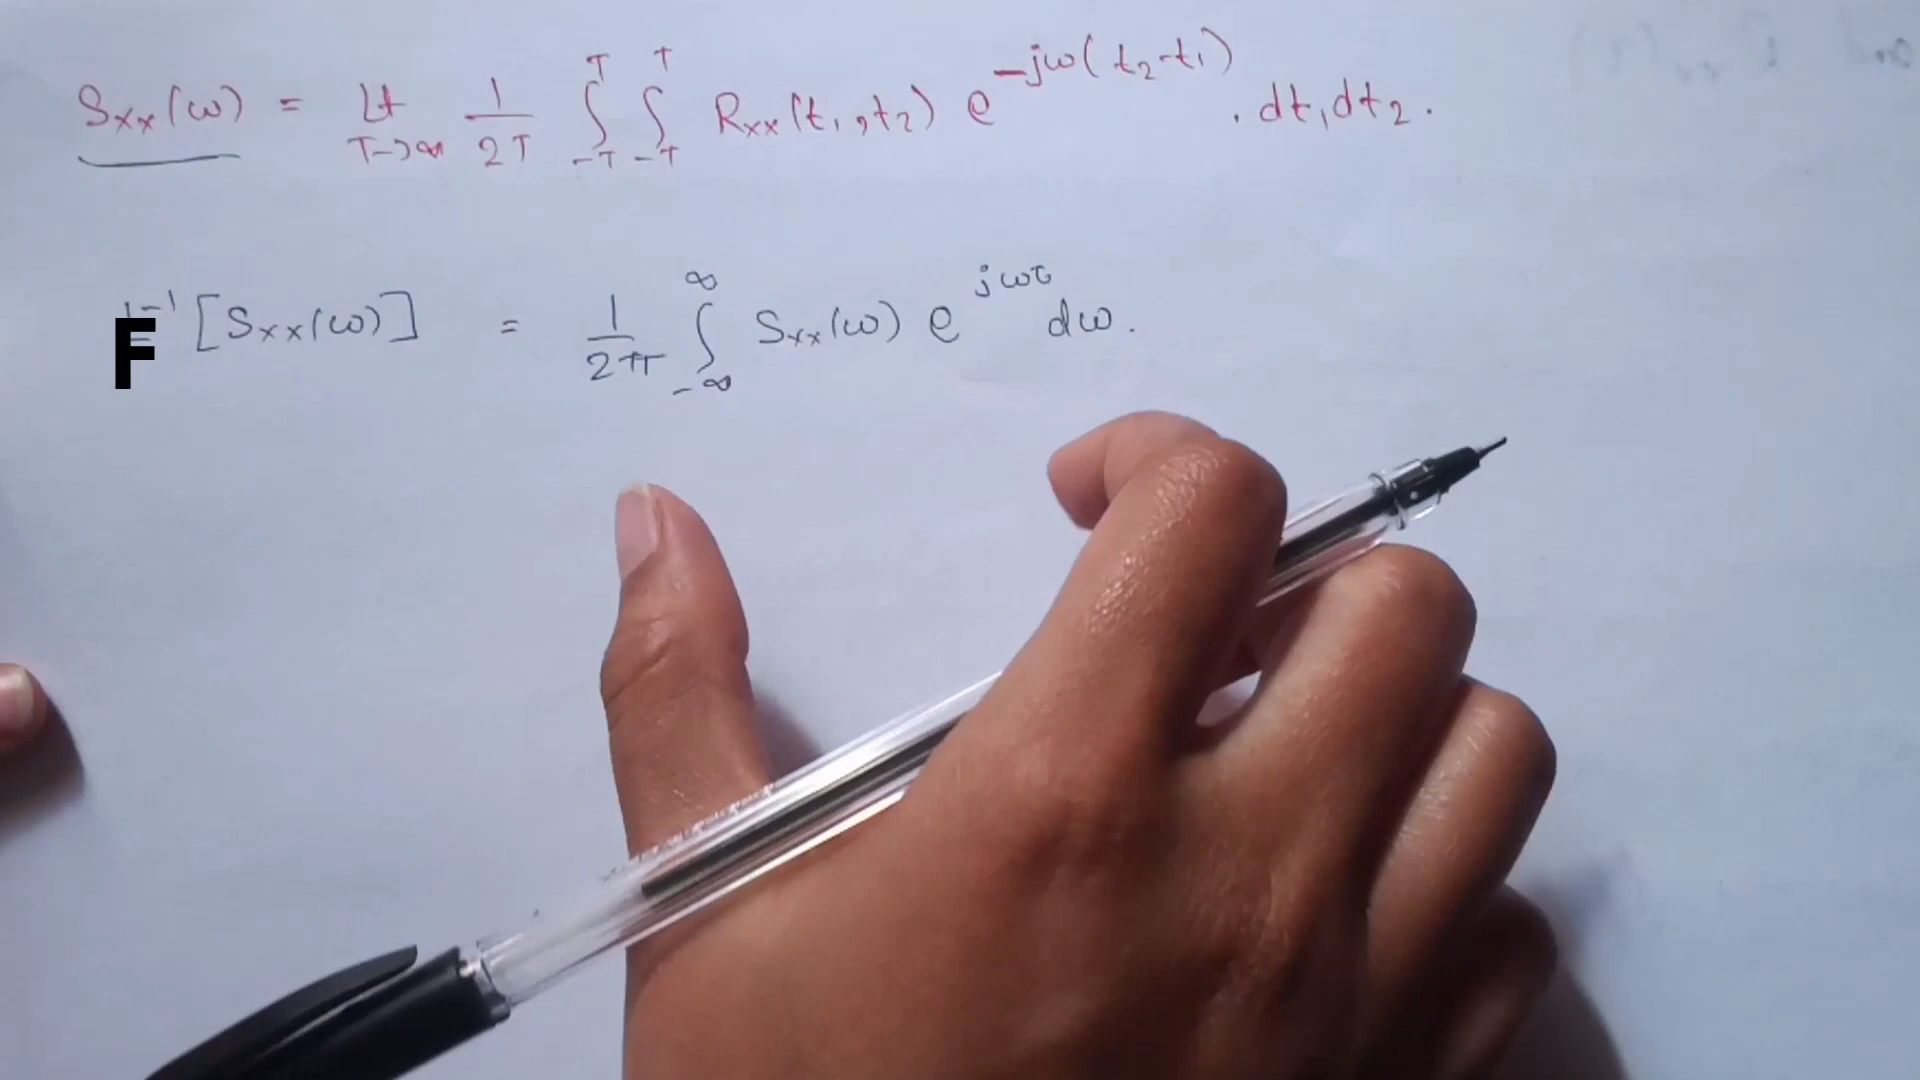 Sxx(ω) = Lt T->∞ 1/2T ∫_{-T}^{T} ∫_{-T}^{T} Rxx(t1,t2) e^{-jω(t2-t1)} . dt1dt2.
F^{-1} [Sxx(ω)] = 1/2π ∫_{-∞}^{∞} Sxx(ω) e^{jωτ} dω.